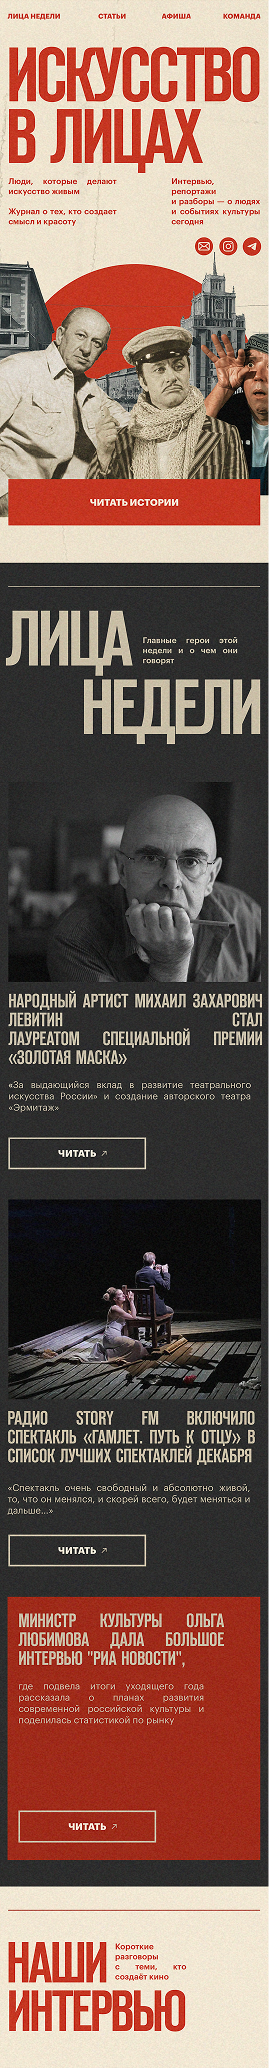 ЛИЦА НЕДЕЛИ СТАТЬИ АФИША КОМАНДА
ИСКУССТВО
В ЛИЦАХ
Люди, которые делают
искусство живым
Журнал о тех, кто создает
смысл и красоту
Интервью,
репортажи
и разборы — о людях
и событиях культуры
сегодня
ЧИТАТЬ ИСТОРИИ
ЛИЦА
Главные герои этой
недели и о чем они
говорят
НЕДЕЛИ
НАРОДНЫЙ АРТИСТ МИХАИЛ ЗАХАРОВИЧ
ЛЕВИТИН СТАЛ
ЛАУРЕАТОМ СПЕЦИАЛЬНОЙ ПРЕМИИ
«ЗОЛОТАЯ МАСКА»
«За выдающийся вклад в развитие театрального
искусства России» и создание авторского театра
«Эрмитаж»
ЧИТАТЬ ↗
РАДИО STORY FM ВКЛЮЧИЛО
СПЕКТАКЛЬ «ГАМЛЕТ. ПУТЬ К ОТЦУ» В
СПИСОК ЛУЧШИХ СПЕКТАКЛЕЙ ДЕКАБРЯ
«Спектакль очень свободный и абсолютно живой,
то, что он менялся, и скорей всего, будет меняться и
дальше...»
ЧИТАТЬ ↗
МИНИСТР КУЛЬТУРЫ ОЛЬГА
ЛЮБИМОВА ДАЛА БОЛЬШОЕ
ИНТЕРВЬЮ "РИА НОВОСТИ",
где подвела итоги уходящего года
рассказала о планах развития
современной российской культуры и
поделилась статистикой по рынку
ЧИТАТЬ ↗
НАШИ
Короткие
разговоры
с теми, кто
создаёт кино
ИНТЕРВЬЮ